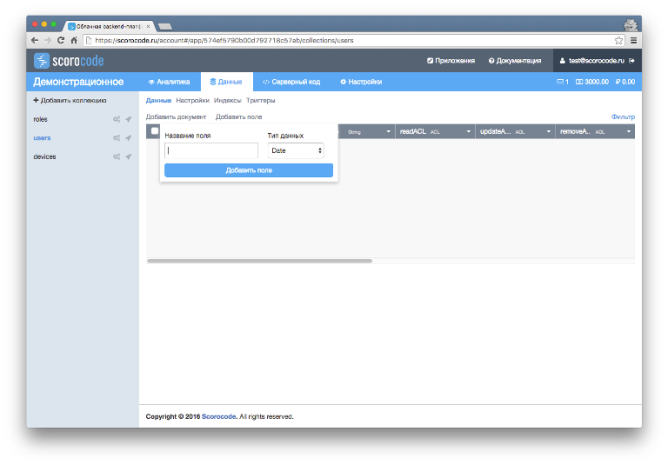 Облачная backend-плат
https://scorocode.ru/account#/app/574ef5790b00d792718c57ab/collections/users
scorocode
Приложения Документация test@scorocode.ru
Демонстрационное Аналитика Данные Серверный код Настройки 1 3000.00 ₽ 0.00
+ Добавить коллекцию
roles
users
devices
Данные Настройки Индексы Триггеры
Добавить документ Добавить поле Фильтр
String readACL ACL updateA... ACL removeA... ACL
Название поля Тип данных
Date
Добавить поле
Copyright © 2016 Scorocode. All rights reserved.